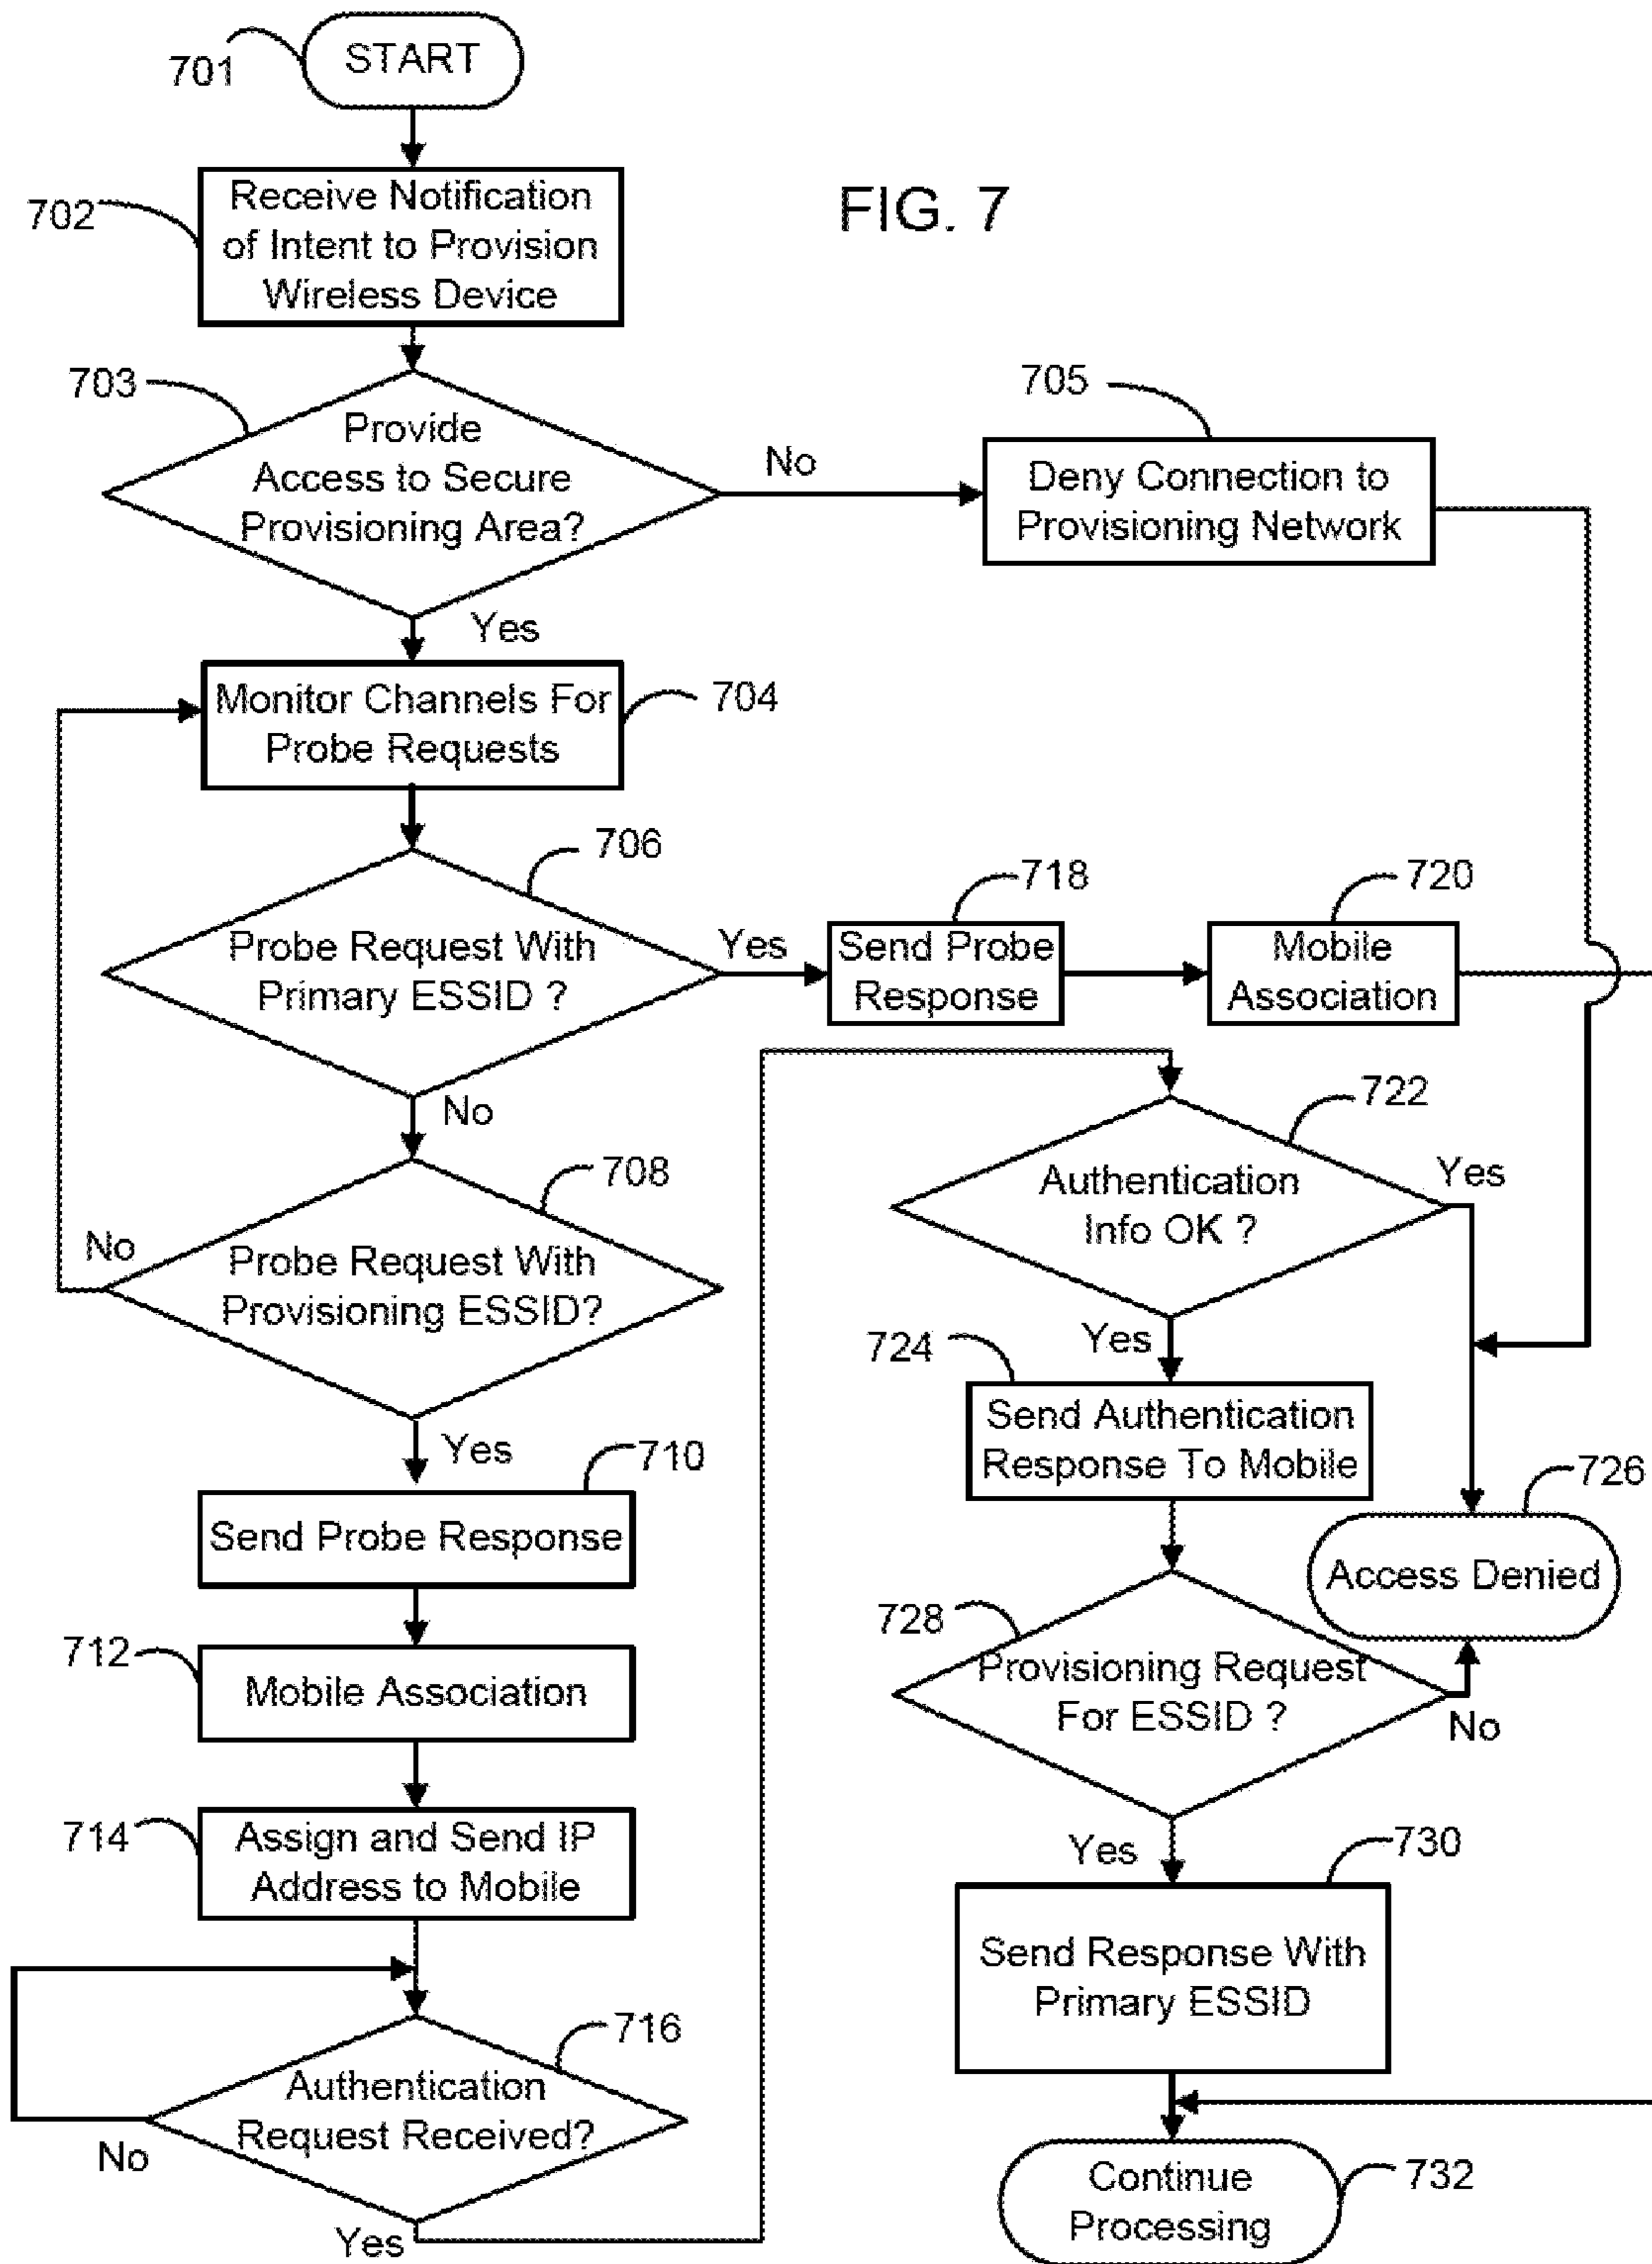 701
START
FIG. 7
702
Receive Notification
of Intent to Provision
Wireless Device
703
Provide
Access to Secure
Provisioning Area?
No
705
Deny Connection to
Provisioning Network
Yes
Monitor Channels For
Probe Requests
704
706
Probe Request With
Primary ESSID ?
Yes
718
Send Probe
Response
720
Mobile
Association
No
708
Probe Request With
Provisioning ESSID?
No
Yes
710
Send Probe Response
712
Mobile Association
714
Assign and Send IP
Address to Mobile
716
Authentication
Request Received?
No
Yes
722
Authentication
Info OK ?
Yes
Yes
724
Send Authentication
Response To Mobile
726
Access Denied
728
Provisioning Request
For ESSID ?
No
Yes
730
Send Response With
Primary ESSID
Continue
Processing
732